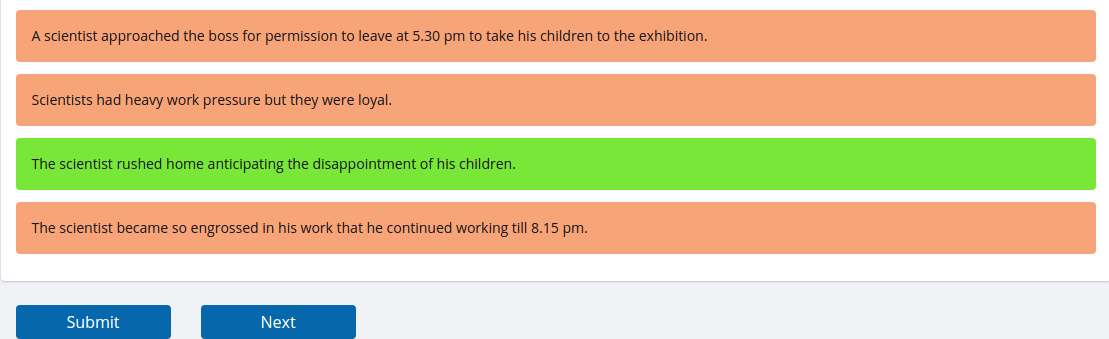 A scientist approached the boss for permission to leave at 5.30 pm to take his children to the exhibition.
Scientists had heavy work pressure but they were loyal.
The scientist rushed home anticipating the disappointment of his children.
The scientist became so engrossed in his work that he continued working till 8.15 pm.
Submit Next